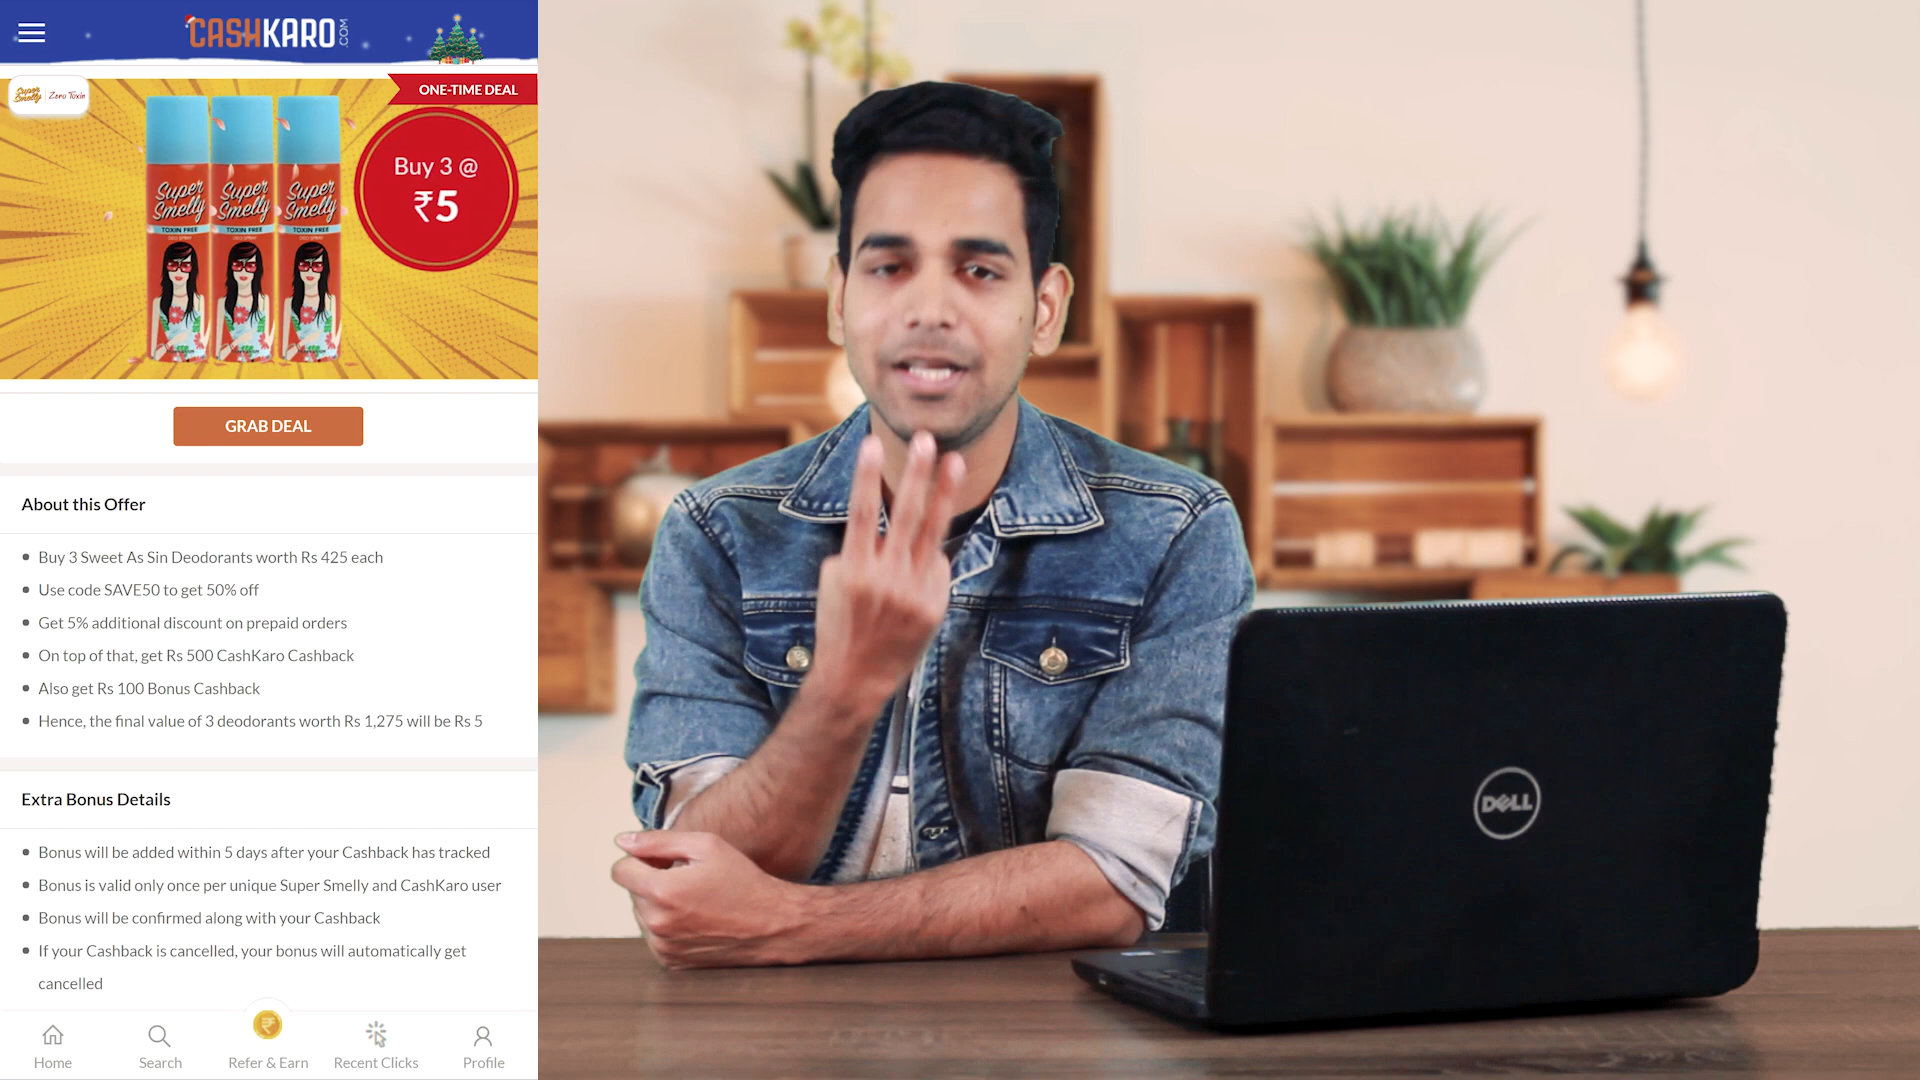 CASHKARO.COM
Super Smelly Zero Toxin
ONE-TIME DEAL
Buy 3 @
₹5
Super Smelly
TOXIN FREE
DEO SPRAY
Super Smelly
TOXIN FREE
DEO SPRAY
Super Smelly
TOXIN FREE
DEO SPRAY
GRAB DEAL
About this Offer
• Buy 3 Sweet As Sin Deodorants worth Rs 425 each
• Use code SAVE50 to get 50% off
• Get 5% additional discount on prepaid orders
• On top of that, get Rs 500 CashKaro Cashback
• Also get Rs 100 Bonus Cashback
• Hence, the final value of 3 deodorants worth Rs 1,275 will be Rs 5
Extra Bonus Details
• Bonus will be added within 5 days after your Cashback has tracked
• Bonus is valid only once per unique Super Smelly and CashKaro user
• Bonus will be confirmed along with your Cashback
• If your Cashback is cancelled, your bonus will automatically get
cancelled
Home Search Refer & Earn Recent Clicks Profile
DELL